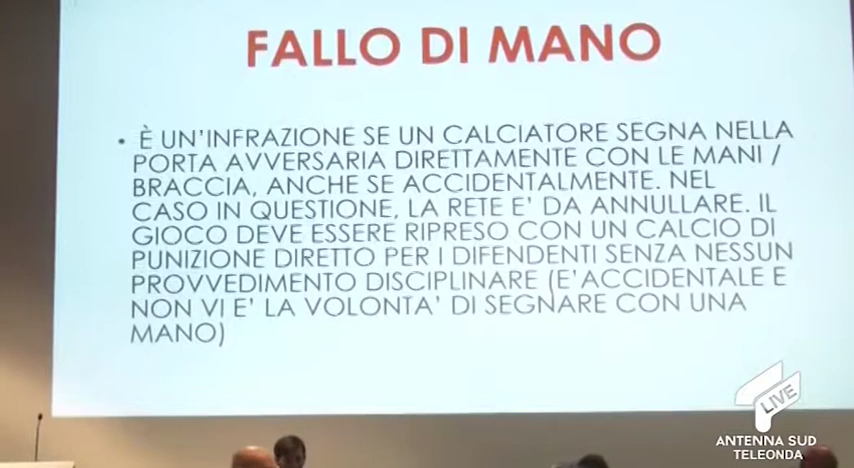 FALLO DI MANO
• È UN'INFRAZIONE SE UN CALCIATORE SEGNA NELLA
PORTA AVVERSARIA DIRETTAMENTE CON LE MANI /
BRACCIA, ANCHE SE ACCIDENTALMENTE. NEL
CASO IN QUESTIONE, LA RETE E' DA ANNULLARE. IL
GIOCO DEVE ESSERE RIPRESO CON UN CALCIO DI
PUNIZIONE DIRETTO PER I DIFENDENTI SENZA NESSUN
PROVVEDIMENTO DISCIPLINARE (E'ACCIDENTALE E
NON VI E' LA VOLONTA' DI SEGNARE CON UNA
MANO)
LIVE
ANTENNA SUD
TELEONDA